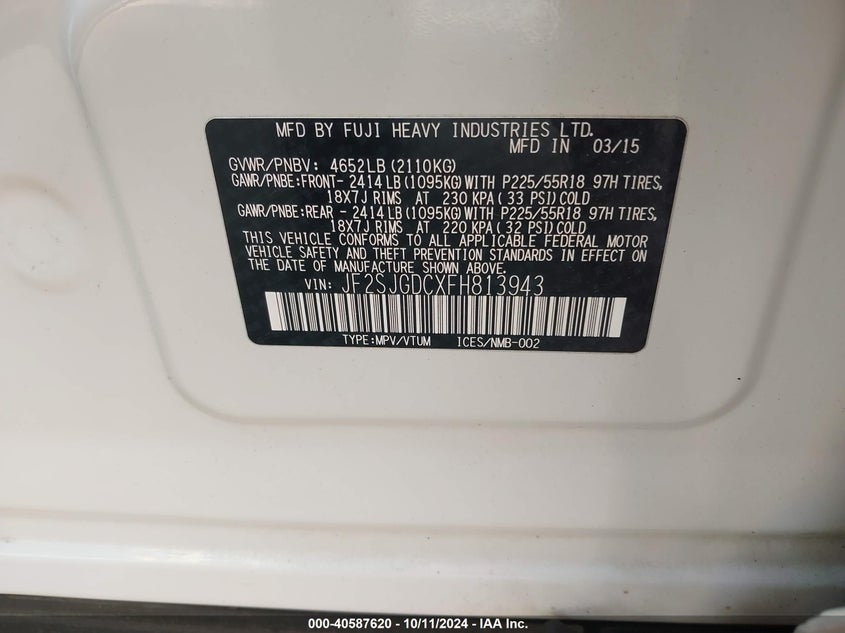 MFD BY FUJI HEAVY INDUSTRIES LTD.
MFD IN 03/15
GVWR/PNBV: 4652LB (2110KG)
GAWR/PNBE:FRONT- 2414LB(1095KG) WITH P225/55R18 97H TIRES,
18X7J RIMS AT 230 KPA ( 33 PSI) COLD
GAWR/PNBE:REAR - 2414LB(1095KG) WITH P225/55R18 97H TIRES,
18X7J RIMS AT 220 KPA ( 32 PSI) COLD
THIS VEHICLE CONFORMS TO ALL APPLICABLE FEDERAL MOTOR
VEHICLE SAFETY AND THEFT PREVENTION STANDARDS IN EFFECT ON
THE DATE OF MANUFACTURE SHOWN ABOVE.
VIN: JF2SJGDCXFH813943
TYPE:MPV/VTUM ICES/NMB-002
000-40587620 - 10/11/2024 - IAA Inc.